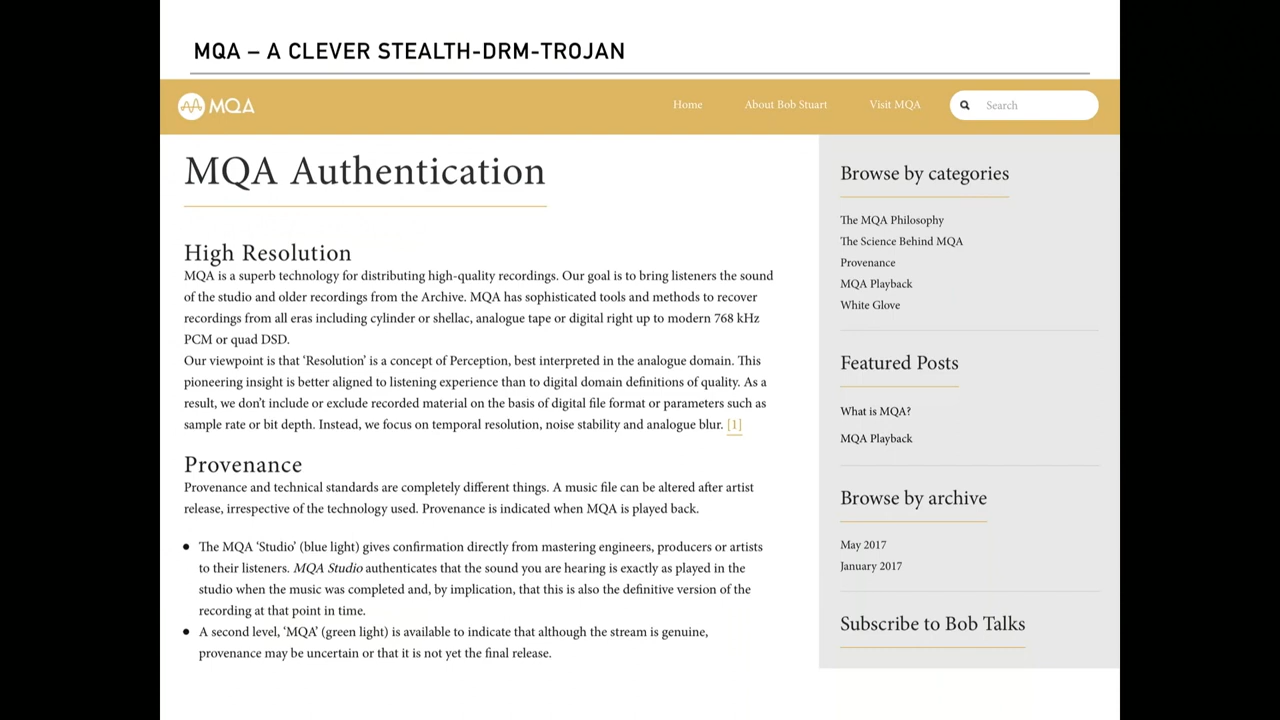 MQA – A CLEVER STEALTH-DRM-TROJAN
MQA
Home
About Bob Stuart
Visit MQA
Search
MQA Authentication
High Resolution
MQA is a superb technology for distributing high-quality recordings. Our goal is to bring listeners the sound
of the studio and older recordings from the Archive. MQA has sophisticated tools and methods to recover
recordings from all eras including cylinder or shellac, analogue tape or digital right up to modern 768 kHz
PCM or quad DSD.
Our viewpoint is that ‘Resolution’ is a concept of Perception, best interpreted in the analogue domain. This
pioneering insight is better aligned to listening experience than to digital domain definitions of quality. As a
result, we don’t include or exclude recorded material on the basis of digital file format or parameters such as
sample rate or bit depth. Instead, we focus on temporal resolution, noise stability and analogue blur. [1]
Provenance
Provenance and technical standards are completely different things. A music file can be altered after artist
release, irrespective of the technology used. Provenance is indicated when MQA is played back.
• The MQA ‘Studio’ (blue light) gives confirmation directly from mastering engineers, producers or artists
to their listeners. MQA Studio authenticates that the sound you are hearing is exactly as played in the
studio when the music was completed and, by implication, that this is also the definitive version of the
recording at that point in time.
• A second level, ‘MQA’ (green light) is available to indicate that although the stream is genuine,
provenance may be uncertain or that it is not yet the final release.
Browse by categories
The MQA Philosophy
The Science Behind MQA
Provenance
MQA Playback
White Glove
Featured Posts
What is MQA?
MQA Playback
Browse by archive
May 2017
January 2017
Subscribe to Bob Talks